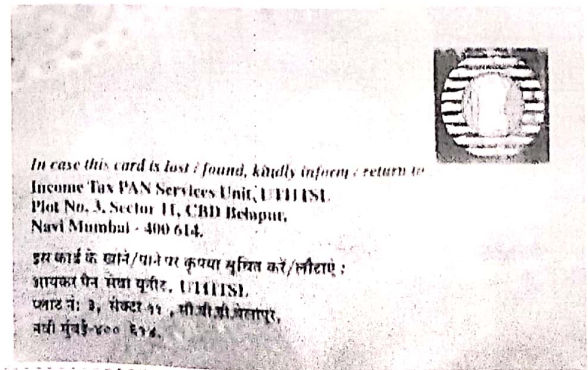 In case this card is lost / found, kindly inform / return to
Income Tax PAN Services Unit, UTIITSL
Plot No. 3, Sector 11, CBD Belapur,
Navi Mumbai - 400 614.
इस कार्ड के खोने/पाने पर कृपया सूचित करें/लौटाएं :
आयकर पैन सेवा यूनीट, UTIITSL
प्लाट नं: ३, सेक्टर ११ , सी.बी.डी.बेलापुर,
नवी मुंबई-४०० ६१४.